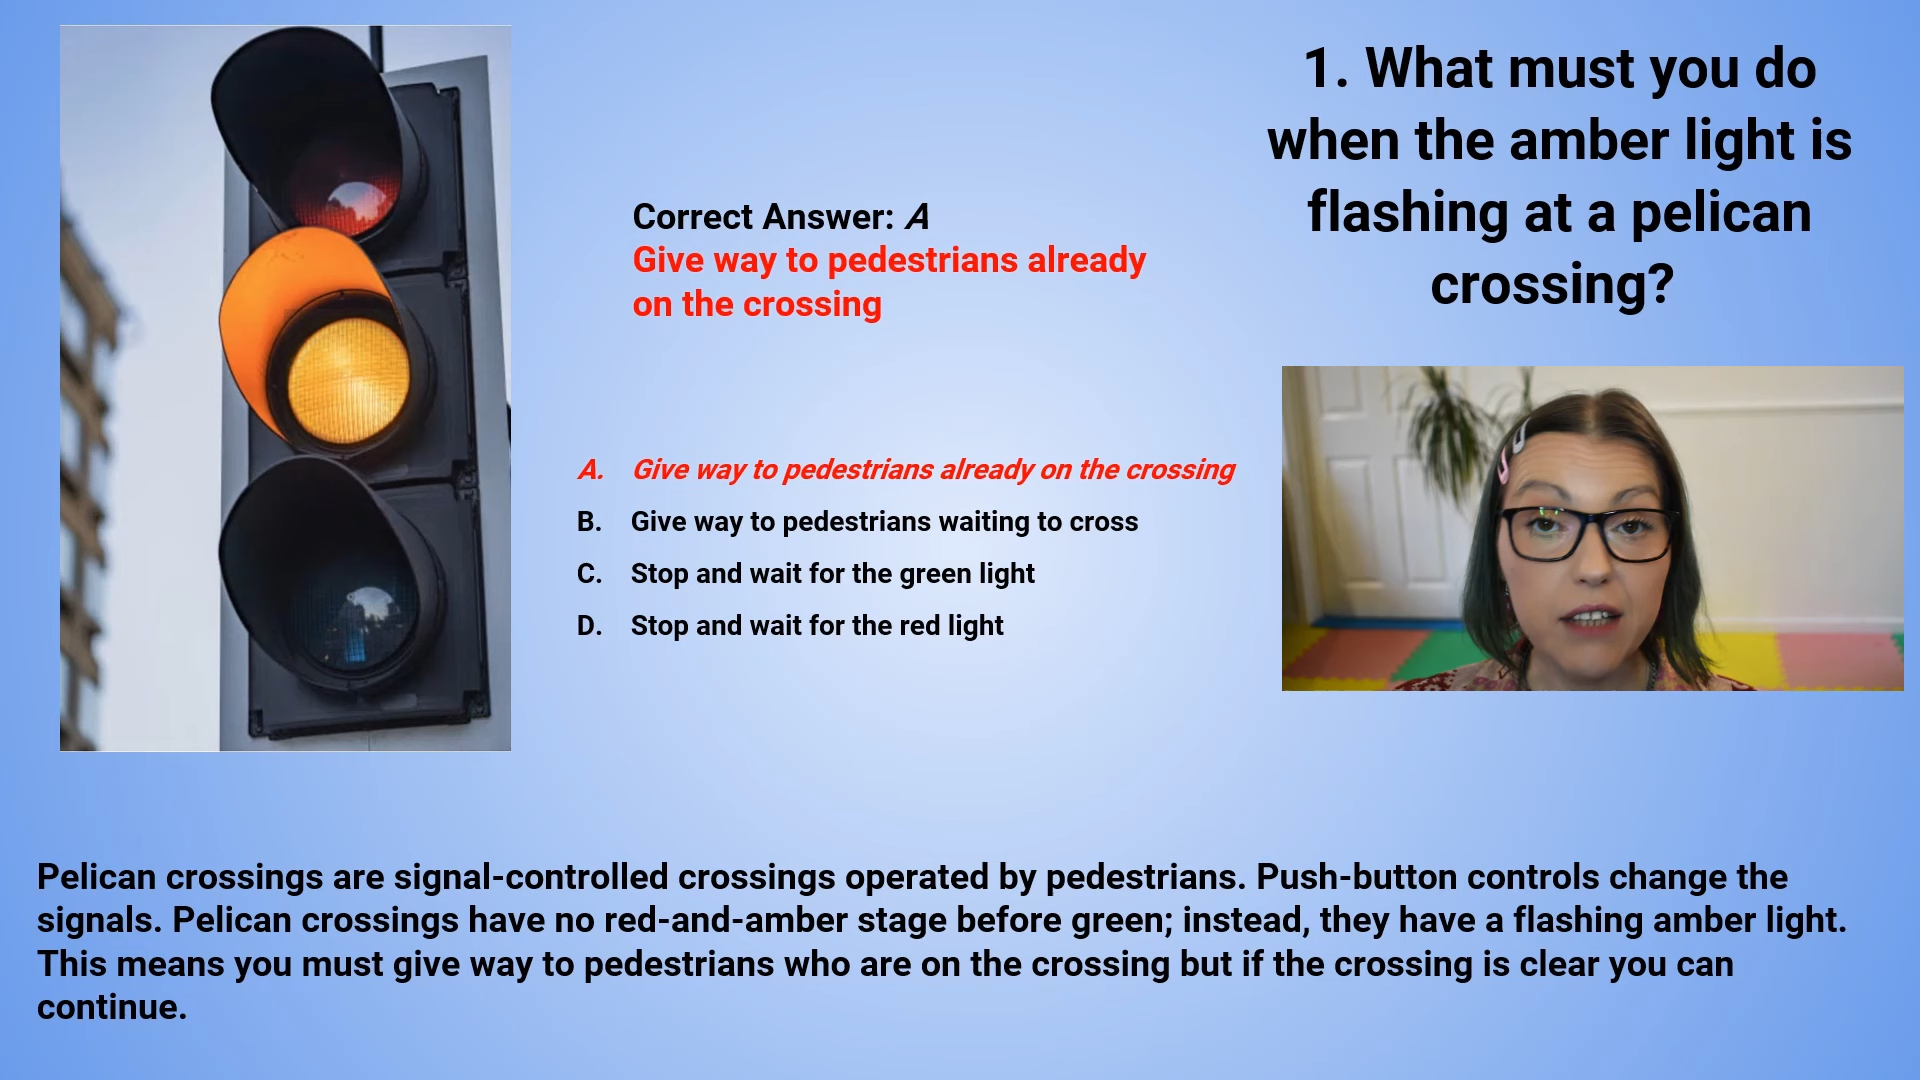 1. What must you do
when the amber light is
flashing at a pelican
crossing?
Correct Answer: A
Give way to pedestrians already
on the crossing
A. Give way to pedestrians already on the crossing
B. Give way to pedestrians waiting to cross
C. Stop and wait for the green light
D. Stop and wait for the red light
Pelican crossings are signal-controlled crossings operated by pedestrians. Push-button controls change the
signals. Pelican crossings have no red-and-amber stage before green; instead, they have a flashing amber light.
This means you must give way to pedestrians who are on the crossing but if the crossing is clear you can
continue.